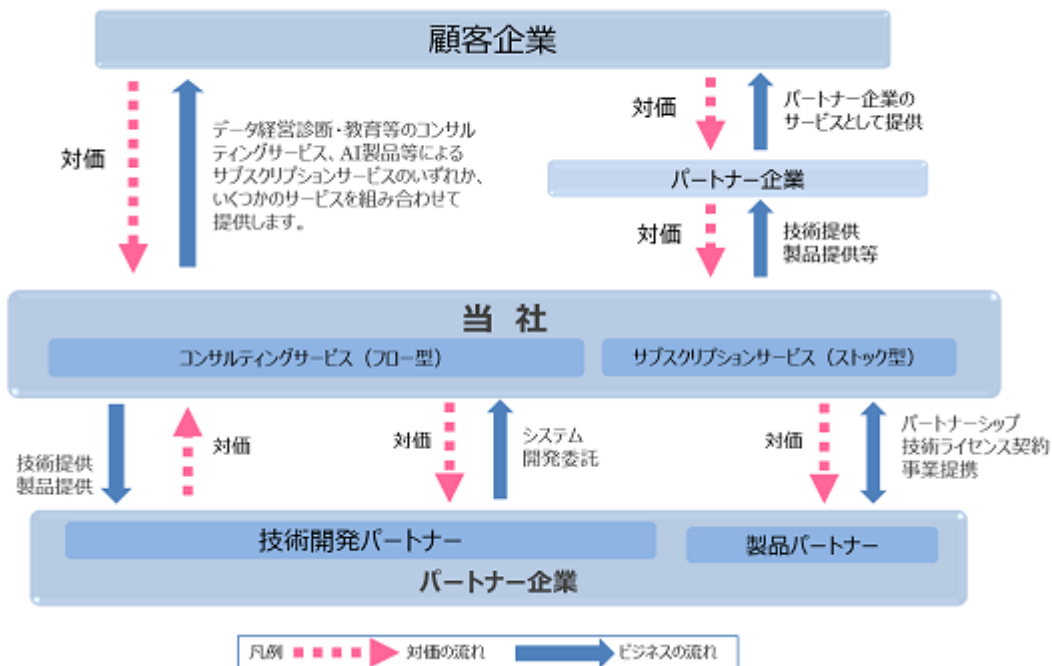 顧客企業
対価
データ経営診断・教育等のコンサル
ティングサービス、AI製品等による
サブスクリプションサービスのいずれか、
いくつかのサービスを組み合わせて
提供します。
対価
パートナー企業の
サービスとして提供
パートナー企業
対価
技術提供
製品提供等
当 社
コンサルティングサービス（フロー型）
サブスクリプションサービス（ストック型）
技術提供
製品提供
対価
対価
システム
開発委託
対価
パートナーシップ
技術ライセンス契約
事業提携
技術開発パートナー
製品パートナー
パートナー企業
凡例
対価の流れ
ビジネスの流れ